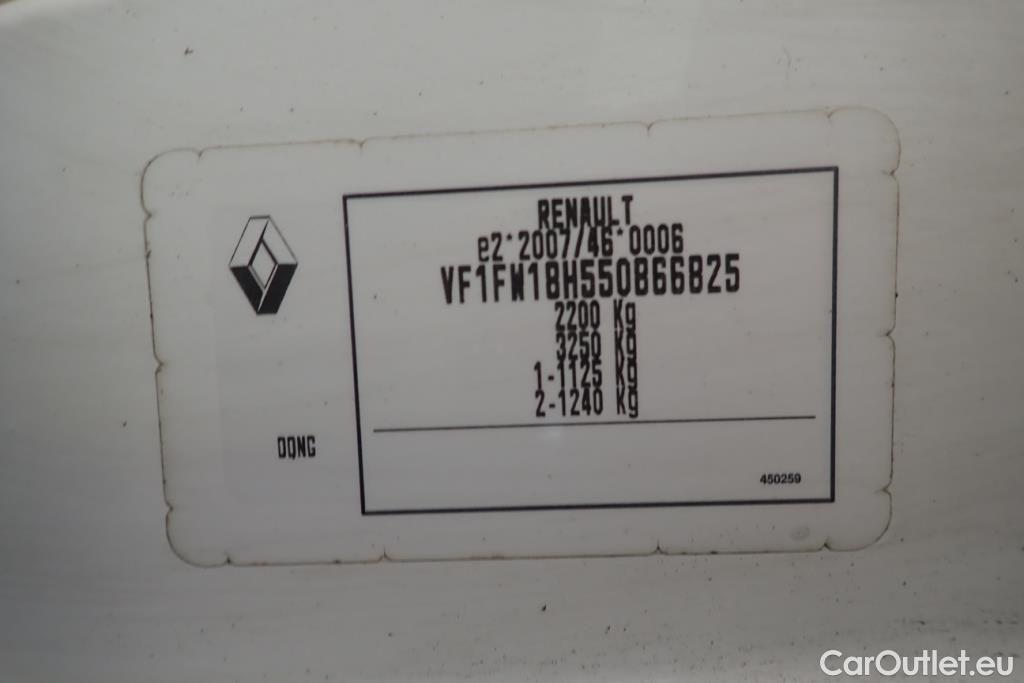 RENAULT
e2*2007/46*0006
VF1FW18H550866825
2200 Kg
3250 Kg
1-1125 Kg
2-1240 Kg
DQNG
450259
CarOutlet.eu